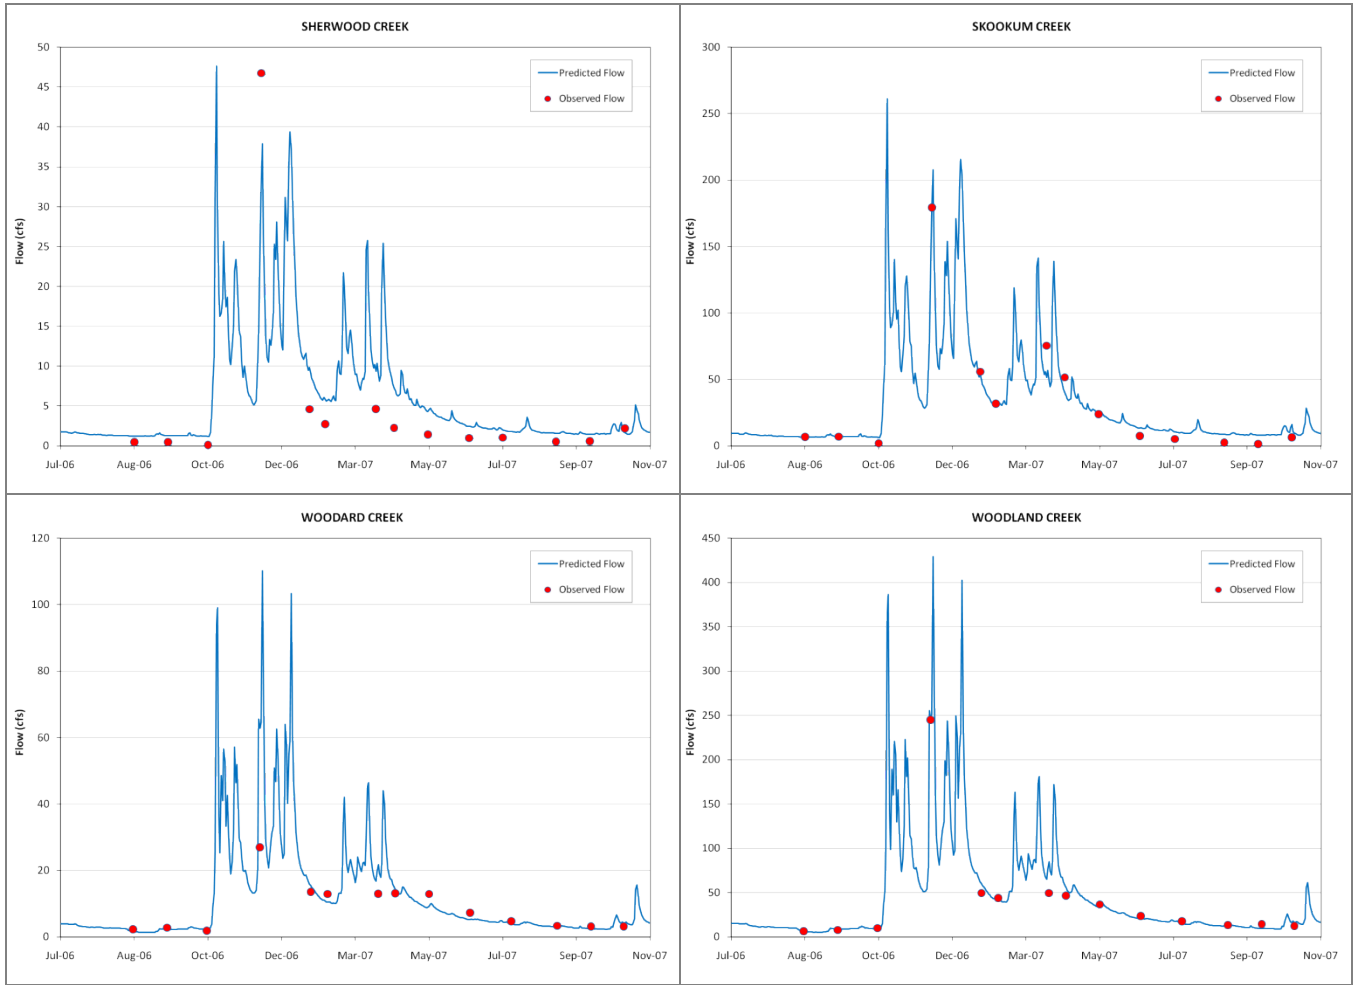 SHERWOOD CREEK
50
45
40
35
30
25
20
15
10
5
0
Flow (cfs)
Predicted Flow
Observed Flow
Jul-06 Aug-06 Oct-06 Dec-06 Mar-07 May-07 Jul-07 Sep-07 Nov-07
SKOOKUM CREEK
300
250
200
150
100
50
0
Flow (cfs)
Predicted Flow
Observed Flow
Jul-06 Aug-06 Oct-06 Dec-06 Mar-07 May-07 Jul-07 Sep-07 Nov-07
WOODARD CREEK
120
100
80
60
40
20
0
Flow (cfs)
Predicted Flow
Observed Flow
Jul-06 Aug-06 Oct-06 Dec-06 Mar-07 May-07 Jul-07 Sep-07 Nov-07
WOODLAND CREEK
450
400
350
300
250
200
150
100
50
0
Flow (cfs)
Predicted Flow
Observed Flow
Jul-06 Aug-06 Oct-06 Dec-06 Mar-07 May-07 Jul-07 Sep-07 Nov-07